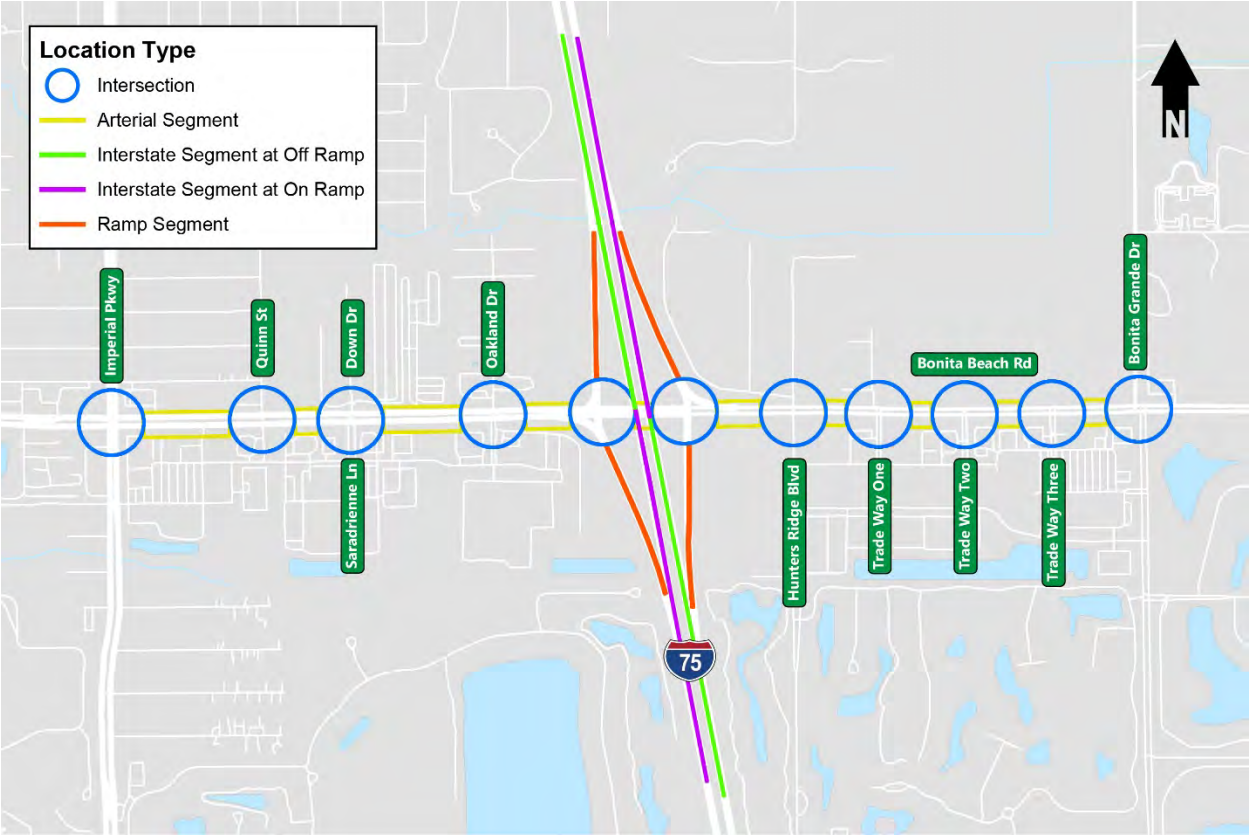 Location Type
Intersection
Arterial Segment
Interstate Segment at Off Ramp
Interstate Segment at On Ramp
Ramp Segment
N
Imperial Pkwy
Quinn St
Down Dr
Oakland Dr
Bonita Beach Rd
Bonita Grande Dr
Saradrienne Ln
Hunters Ridge Blvd
Trade Way One
Trade Way Two
Trade Way Three
75